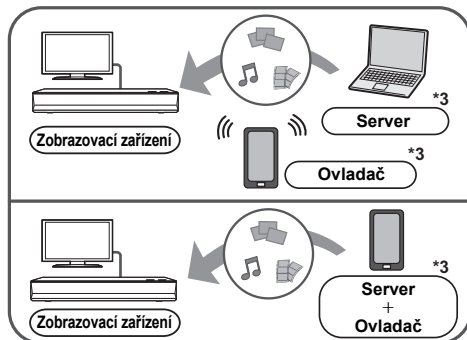 *3
Server
Zobrazovací zařízení
*3
Ovladač
*3
Server
+
Ovladač
Zobrazovací zařízení